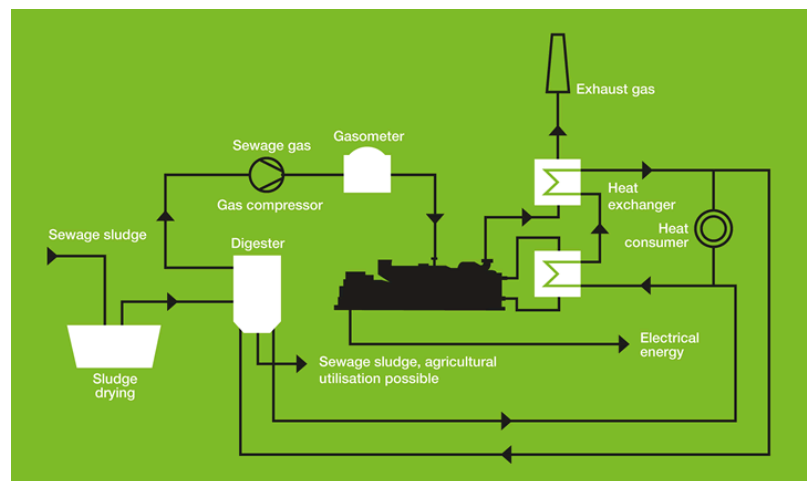 Exhaust gas
Gasometer
Sewage gas
Gas compressor
Heat
exchanger
Sewage sludge
Digester
Heat
consumer
Electrical
energy
Sewage sludge, agricultural
utilisation possible
Sludge
drying